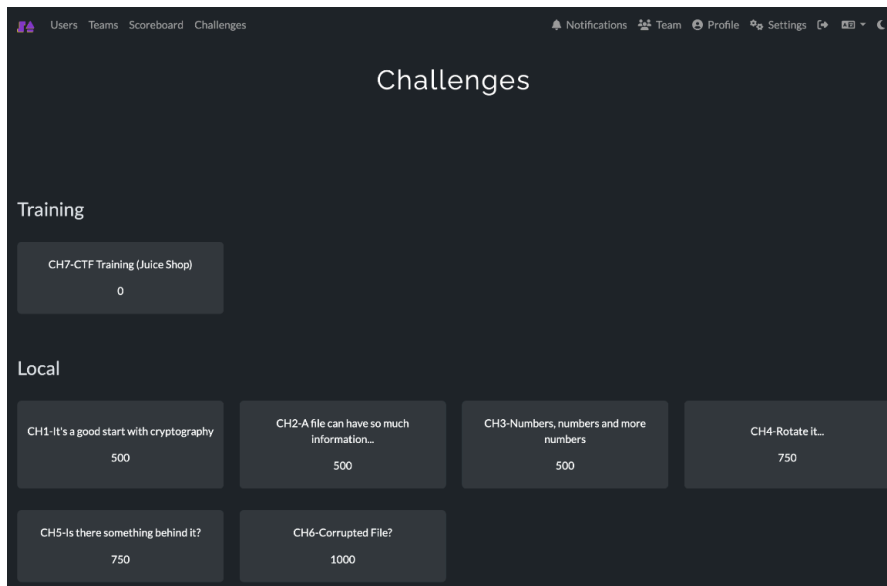 Users Teams Scoreboard Challenges Notifications Team Profile Settings
Challenges
Training
CH7-CTF Training (Juice Shop)
0
Local
CH1-It's a good start with cryptography
500
CH2-A file can have so much
information...
500
CH3-Numbers, numbers and more
numbers
500
CH4-Rotate it...
750
CH5-Is there something behind it?
750
CH6-Corrupted File?
1000